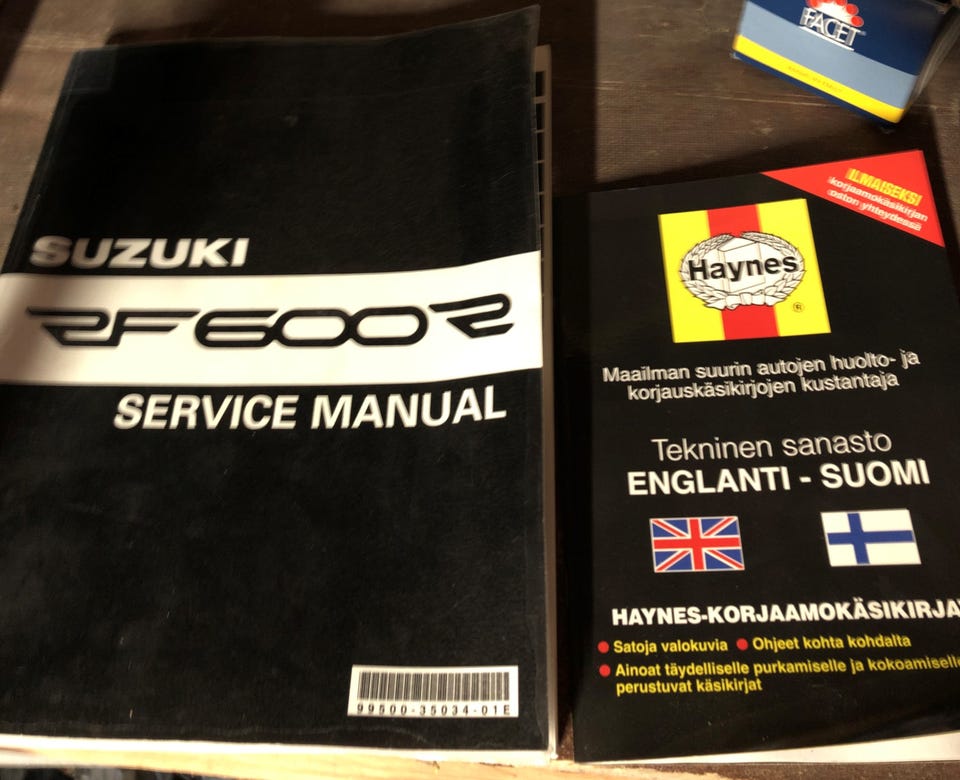 SUZUKI
RF600R
SERVICE MANUAL
99500-35034-01E
FACET
ILMAISEKSI
korjaamokäsikirjan
oston yhteydessä
Haynes
®
Maailman suurin autojen huolto- ja
korjauskäsikirjojen kustantaja
Tekninen sanasto
ENGLANTI - SUOMI
HAYNES-KORJAAMOKÄSIKIRJAT
Satoja valokuvia ● Ohjeet kohta kohdalta
Ainoat täydelliselle purkamiselle ja kokoamiselle
perustuvat käsikirjat